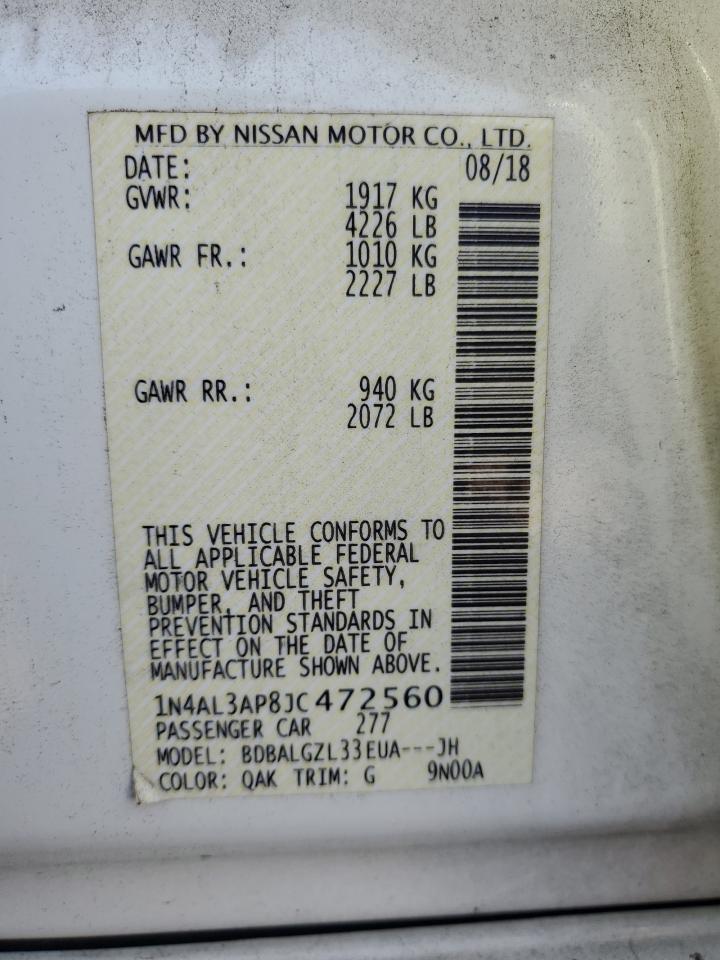 MFD BY NISSAN MOTOR CO., LTD.
DATE: 08/18
GVWR: 1917 KG
4226 LB
GAWR FR.: 1010 KG
2227 LB
GAWR RR.: 940 KG
2072 LB
THIS VEHICLE CONFORMS TO
ALL APPLICABLE FEDERAL
MOTOR VEHICLE SAFETY,
BUMPER, AND THEFT
PREVENTION STANDARDS IN
EFFECT ON THE DATE OF
MANUFACTURE SHOWN ABOVE.
1N4AL3AP8JC472560
PASSENGER CAR 277
MODEL: BDBALGZL33EUA---JH
COLOR: QAK TRIM: G 9N00A